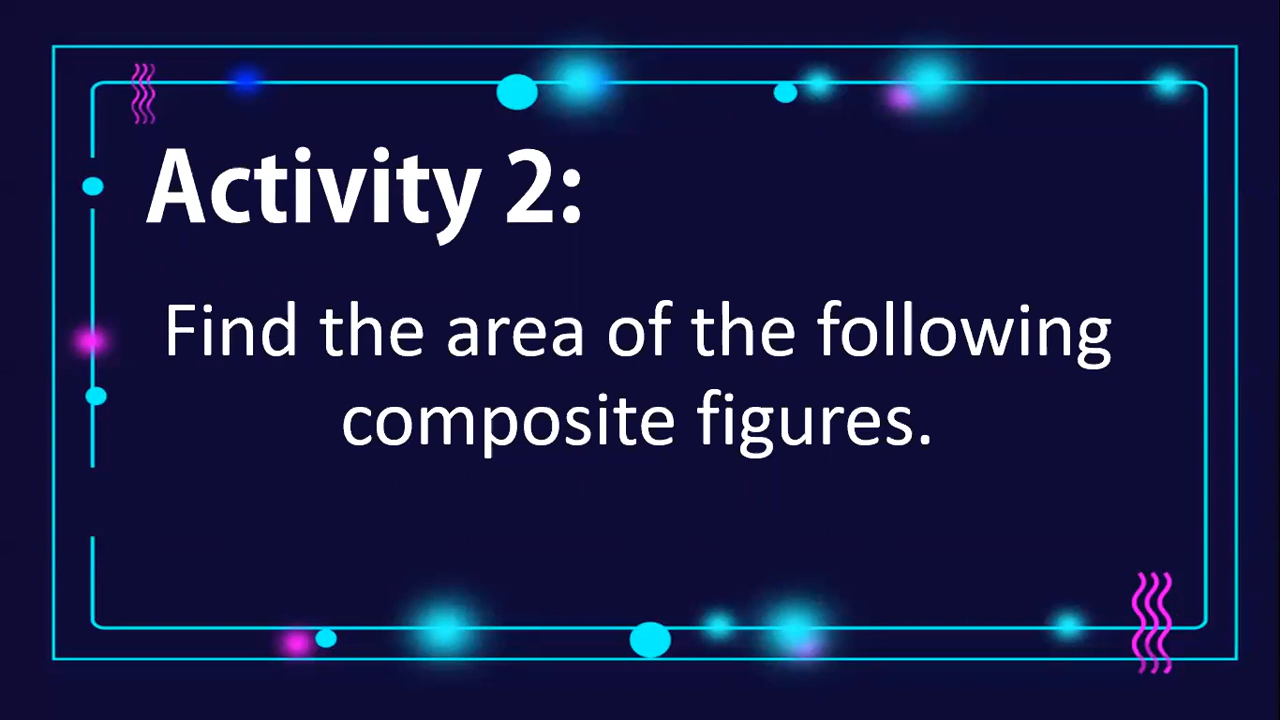 Activity 2:
Find the area of the following
composite figures.